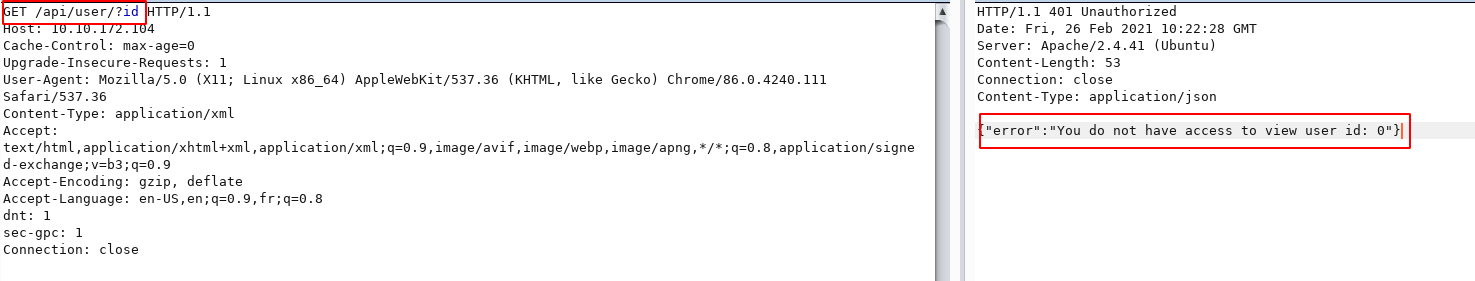 GET /api/user/?id HTTP/1.1
Host: 10.10.172.104
Cache-Control: max-age=0
Upgrade-Insecure-Requests: 1
User-Agent: Mozilla/5.0 (X11; Linux x86_64) AppleWebKit/537.36 (KHTML, like Gecko) Chrome/86.0.4240.111
Safari/537.36
Content-Type: application/xml
Accept:
text/html,application/xhtml+xml,application/xml;q=0.9,image/avif,image/webp,image/apng,*/*;q=0.8,application/signe
d-exchange;v=b3;q=0.9
Accept-Encoding: gzip, deflate
Accept-Language: en-US,en;q=0.9,fr;q=0.8
dnt: 1
sec-gpc: 1
Connection: close
HTTP/1.1 401 Unauthorized
Date: Fri, 26 Feb 2021 10:22:28 GMT
Server: Apache/2.4.41 (Ubuntu)
Content-Length: 53
Connection: close
Content-Type: application/json
{"error":"You do not have access to view user id: 0"}